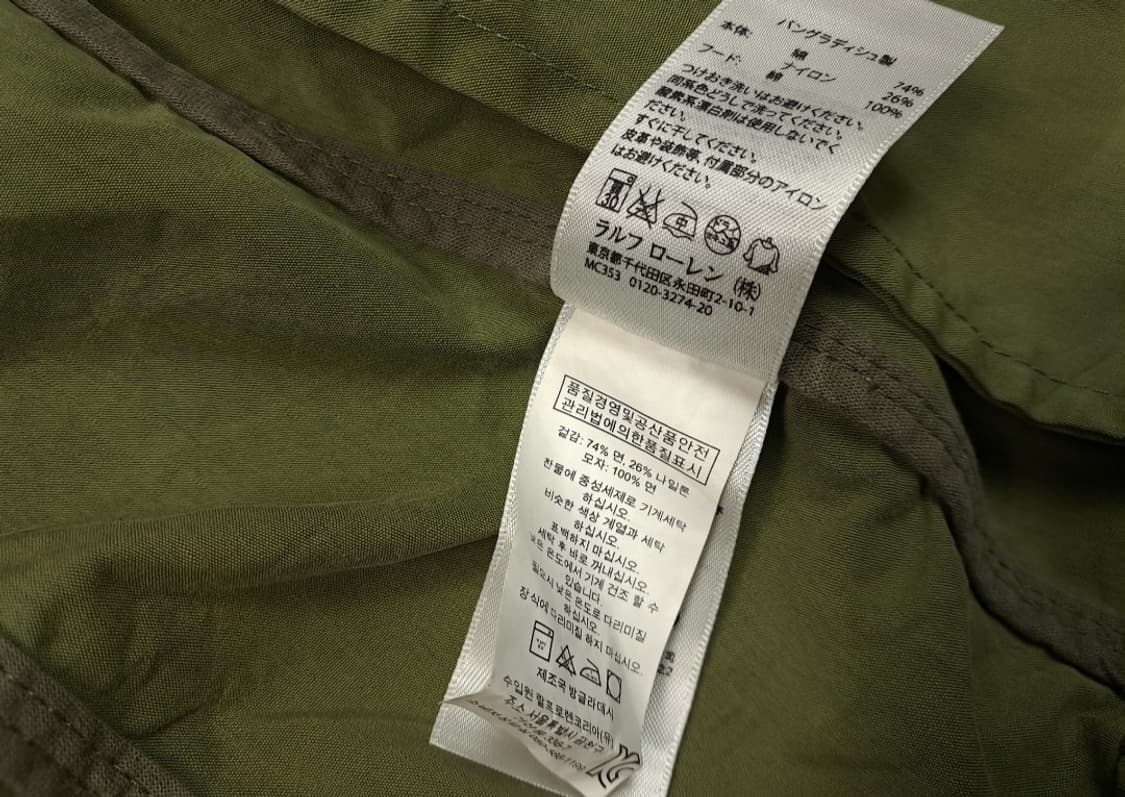 バングラディシュ製
本体: 綿 74%
ナイロン 26%
フード: 綿 100%
つけおき洗いはお避けください。
同系色どうしで洗ってください。
酸素系漂白剤は使用しないでく
ださい。
すぐに干してください。
皮革や装飾等、付属部分のアイロン
はお避けください。
中
ラルフ ローレン (株)
東京都千代田区永田町2-10-1
MC353 0120-3274-20
품질경영및공산품안전
관리법에의한품질표시
겉감: 74% 면, 26% 나일론
모자: 100% 면
찬물에 중성세제로 기계세탁
하십시오.
비슷한 색상 계열과 세탁
하십시오.
표백하지 마십시오.
세탁 후 바로 꺼내십시오.
낮은 온도에서 기계 건조 할 수
있습니다.
필요시 낮은 온도로 다리미질
하십시오.
장식에 다리미질 하지 마십시오.
제조국 방글라데시
수입원 랄프로렌코리아(유)
주소 서울특별시